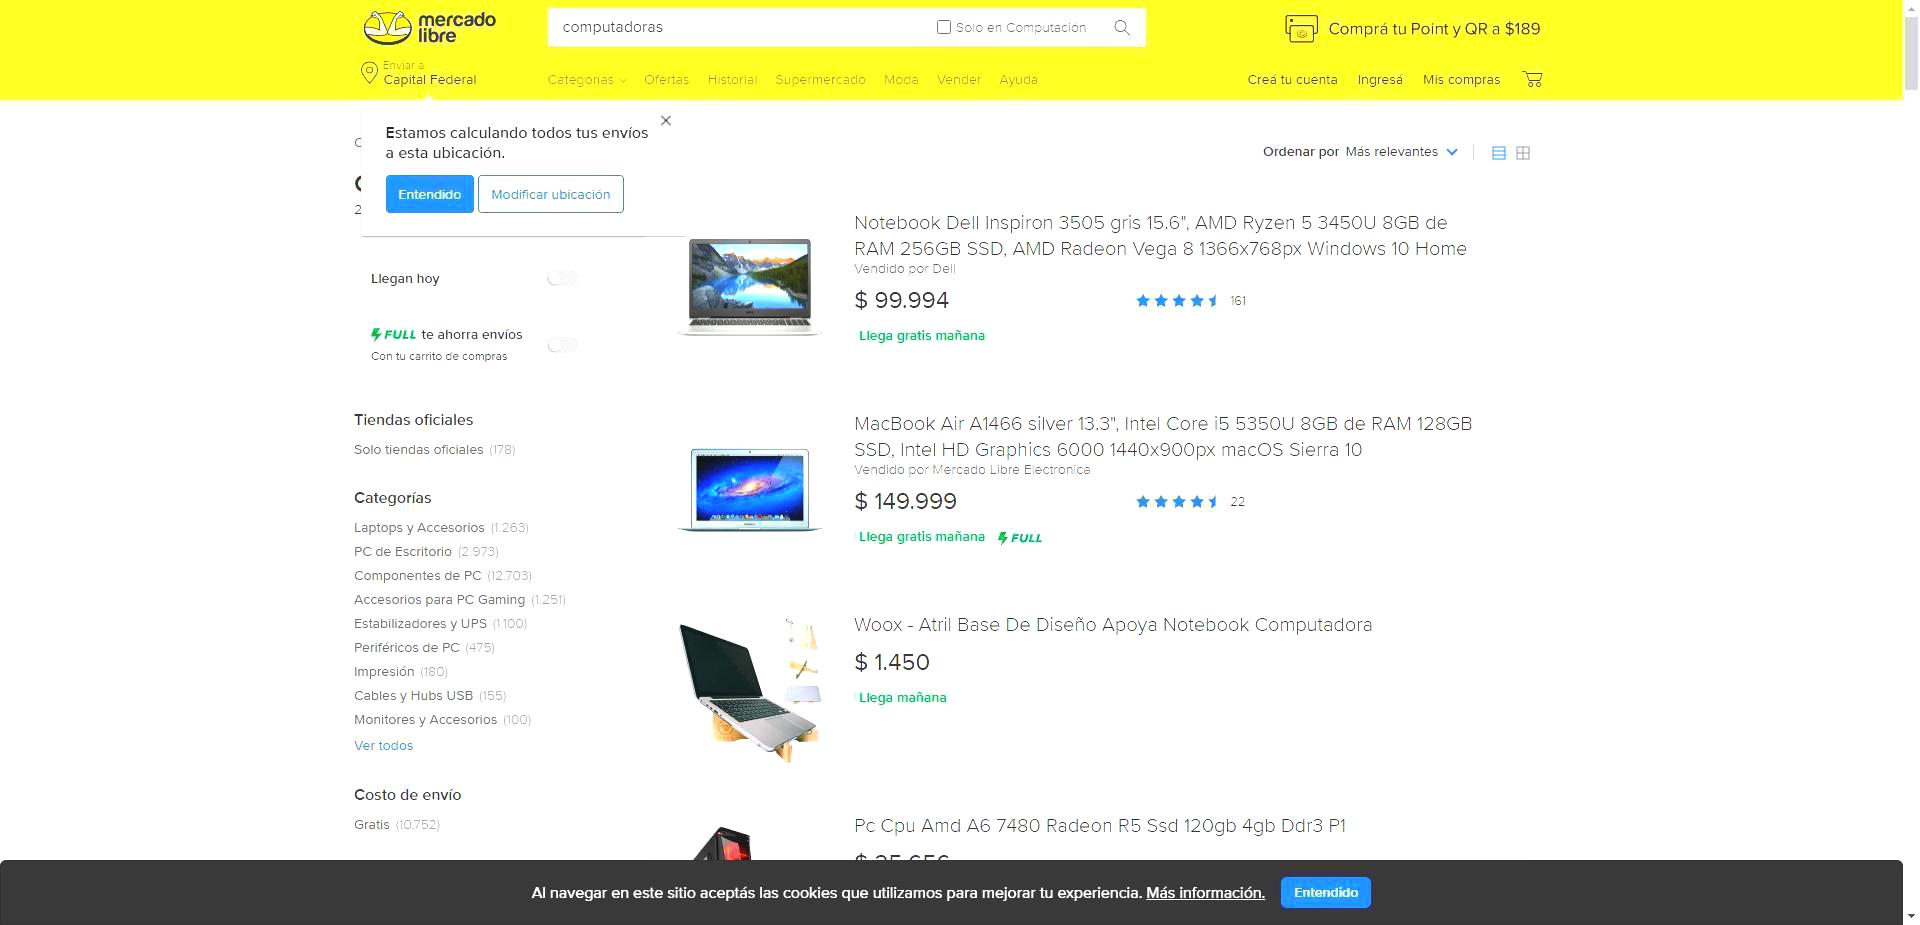 mercado
libre
computadoras
Solo en Computación
Comprá tu Point y QR a $189
Enviar a
Capital Federal
Categorías
Ofertas
Historial
Supermercado
Moda
Vender
Ayuda
Creá tu cuenta
Ingresá
Mis compras
Estamos calculando todos tus envíos
a esta ubicación.
Entendido
Modificar ubicación
Ordenar por Más relevantes
Llegan hoy
FULL te ahorra envíos
Con tu carrito de compras
Tiendas oficiales
Solo tiendas oficiales (178)
Categorías
Laptops y Accesorios (1.263)
PC de Escritorio (2.973)
Componentes de PC (12.703)
Accesorios para PC Gaming (1.251)
Estabilizadores y UPS (1.100)
Periféricos de PC (475)
Impresión (180)
Cables y Hubs USB (155)
Monitores y Accesorios (100)
Ver todos
Costo de envío
Gratis (10.752)
Notebook Dell Inspiron 3505 gris 15.6", AMD Ryzen 5 3450U 8GB de
RAM 256GB SSD, AMD Radeon Vega 8 1366x768px Windows 10 Home
Vendido por Dell
$ 99.994
161
Llega gratis mañana
MacBook Air A1466 silver 13.3", Intel Core i5 5350U 8GB de RAM 128GB
SSD, Intel HD Graphics 6000 1440x900px macOS Sierra 10
Vendido por Mercado Libre Electronica
$ 149.999
22
Llega gratis mañana FULL
Woox - Atril Base De Diseño Apoya Notebook Computadora
$ 1.450
Llega mañana
Pc Cpu Amd A6 7480 Radeon R5 Ssd 120gb 4gb Ddr3 P1
Al navegar en este sitio aceptás las cookies que utilizamos para mejorar tu experiencia. Más información.
Entendido